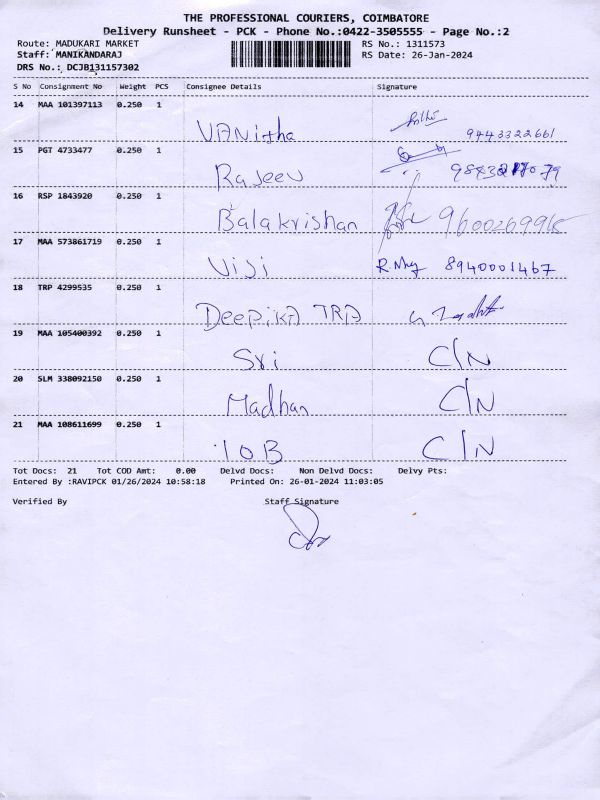 THE PROFESSIONAL COURIERS, COIMBATORE
Delivery Runsheet - PCK - Phone No.:0422-3505555 - Page No.:2
Route: MADUKARI MARKET RS No.: 1311573
Staff: MANIKANDARAJ RS Date: 26-Jan-2024
DRS No.: DCJB131157302
S No Consignment No Weight PCS Consignee Details Signature
14 MAA 101397113 0.250 1
VANitha 9443322661
15 PGT 4733477 0.250 1
Rajeev
16 RSP 1843920 0.250 1
Balakrishan
17 MAA 573861719 0.250 1
Viji 8940001467
18 TRP 4299535 0.250 1
DeepikA TRA
19 MAA 105400392 0.250 1
Sri C/N
20 SLM 338092150 0.250 1
Madhan C/N
21 MAA 108611699 0.250 1
IOB C/N
Tot Docs: 21 Tot COD Amt: 0.00 Delvd Docs: Non Delvd Docs: Delvy Pts:
Entered By :RAVIPCK 01/26/2024 10:58:18 Printed On: 26-01-2024 11:03:05
Verified By Staff Signature